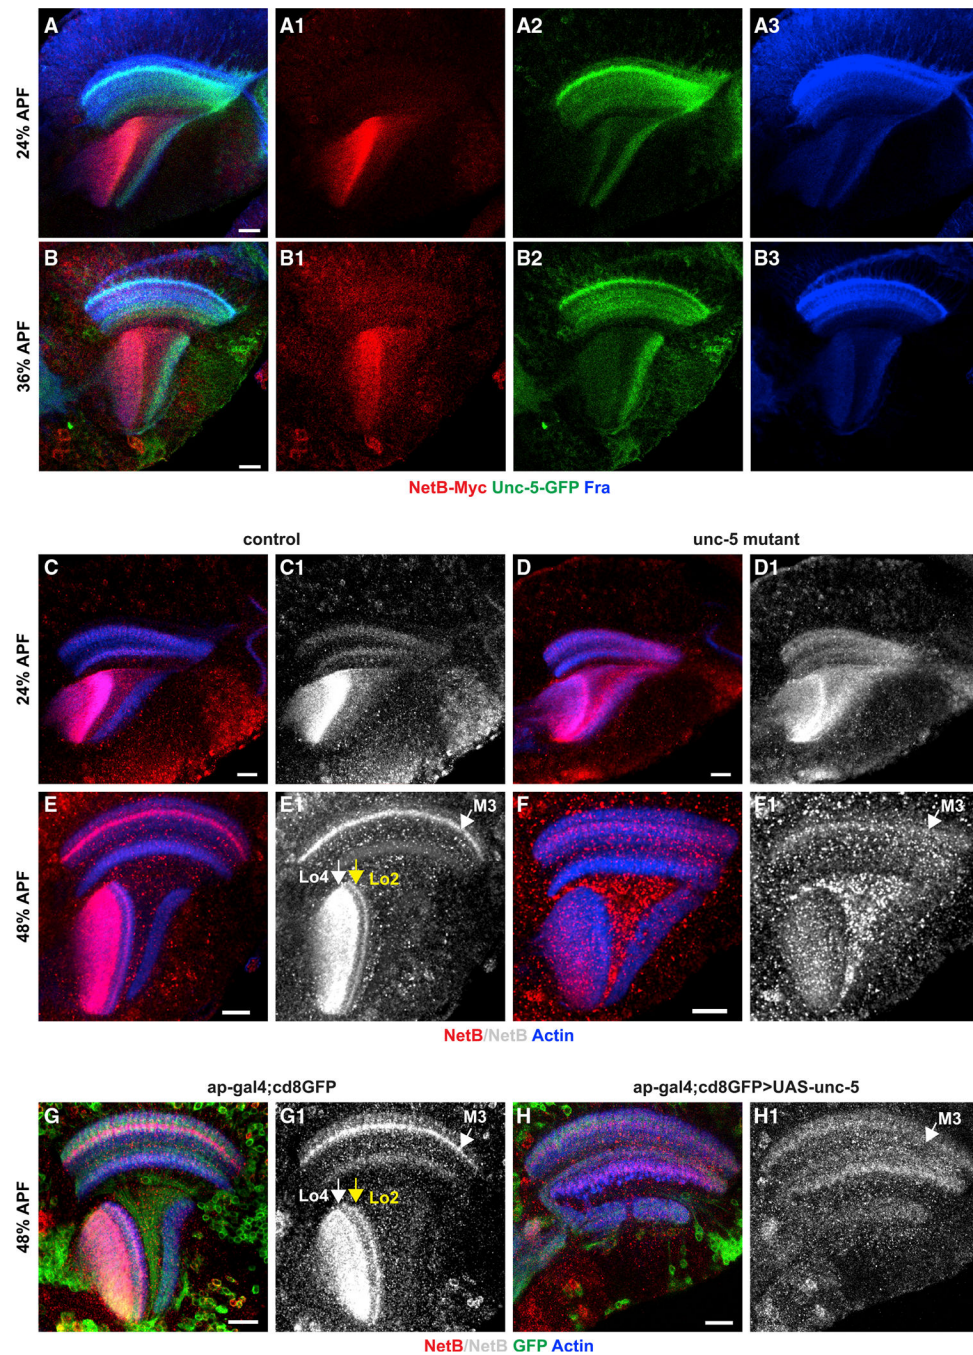 A A1 A2 A3
24% APF
B B1 B2 B3
36% APF
NetB-Myc Unc-5-GFP Fra
control unc-5 mutant
C C1 D D1
24% APF
E E1 M3 F F1 M3
Lo4 Lo2
48% APF
NetB/NetB Actin
ap-gal4;cd8GFP ap-gal4;cd8GFP>UAS-unc-5
G G1 M3 H H1 M3
Lo4 Lo2
48% APF
NetB/NetB GFP Actin